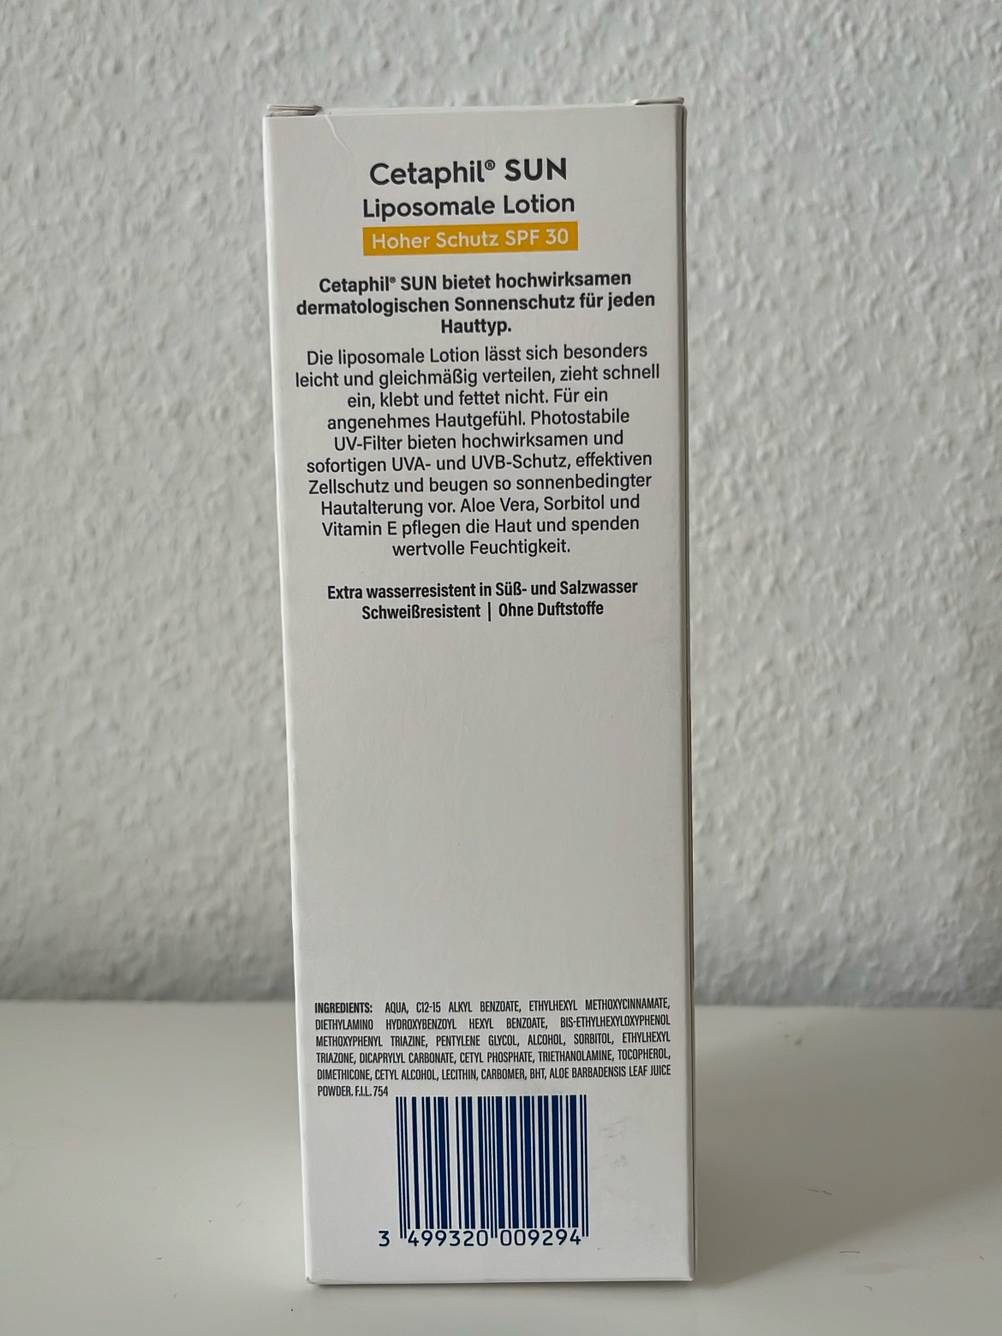 Cetaphil® SUN
Liposomale Lotion
Hoher Schutz SPF 30
Cetaphil® SUN bietet hochwirksamen
dermatologischen Sonnenschutz für jeden
Hauttyp.
Die liposomale Lotion lässt sich besonders
leicht und gleichmäßig verteilen, zieht schnell
ein, klebt und fettet nicht. Für ein
angenehmes Hautgefühl. Photostabile
UV-Filter bieten hochwirksamen und
sofortigen UVA- und UVB-Schutz, effektiven
Zellschutz und beugen so sonnenbedingter
Hautalterung vor. Aloe Vera, Sorbitol und
Vitamin E pflegen die Haut und spenden
wertvolle Feuchtigkeit.
Extra wasserresistent in Süß- und Salzwasser
Schweißresistent | Ohne Duftstoffe
INGREDIENTS: AQUA, C12-15 ALKYL BENZOATE, ETHYLHEXYL METHOXYCINNAMATE,
DIETHYLAMINO HYDROXYBENZOYL HEXYL BENZOATE, BIS-ETHYLHEXYLOXYPHENOL
METHOXYPHENYL TRIAZINE, PENTYLENE GLYCOL, ALCOHOL, SORBITOL, ETHYLHEXYL
TRIAZONE, DICAPRYLYL CARBONATE, CETYL PHOSPHATE, TRIETHANOLAMINE, TOCOPHEROL,
DIMETHICONE, CETYL ALCOHOL, LECITHIN, CARBOMER, BHT, ALOE BARBADENSIS LEAF JUICE
POWDER. F.I.L. 754
3 499320 009294